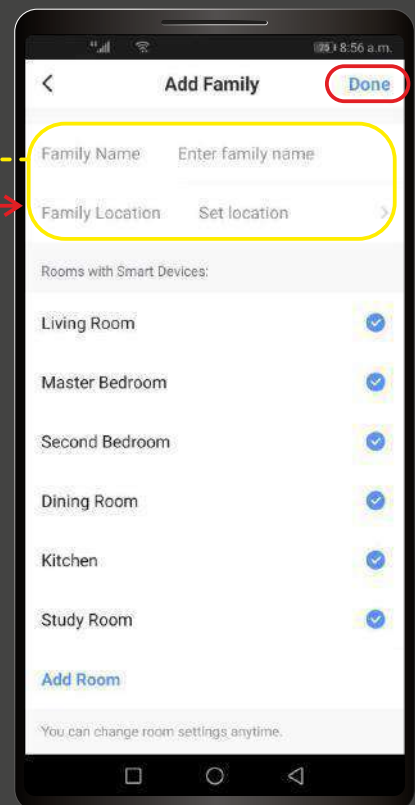 75 8:56 a.m.
Add Family Done
Family Name Enter family name
Family Location Set location
Rooms with Smart Devices:
Living Room
Master Bedroom
Second Bedroom
Dining Room
Kitchen
Study Room
Add Room
You can change room settings anytime.